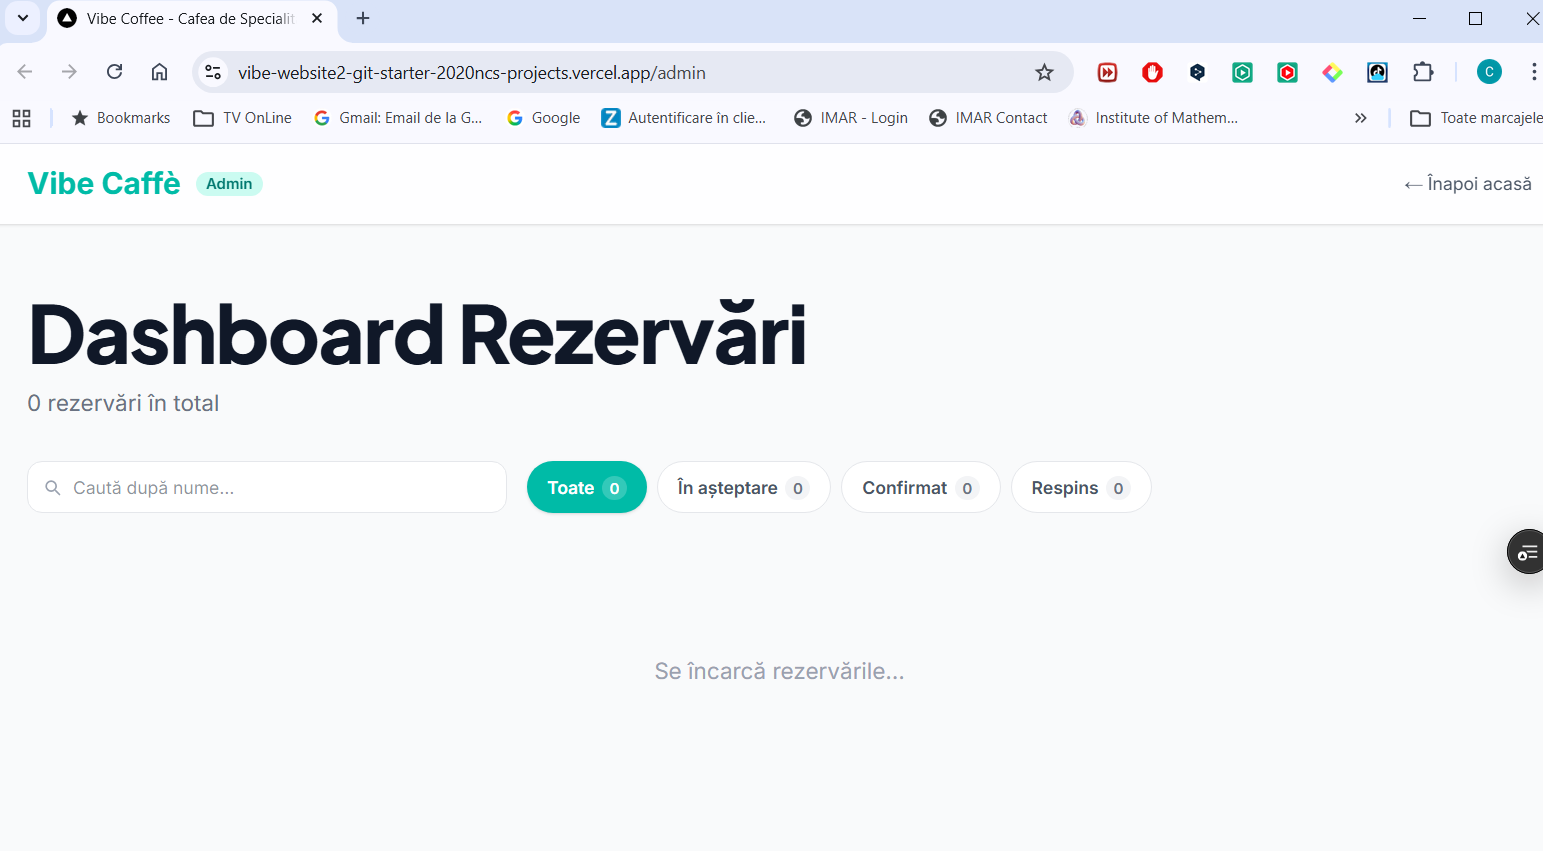 Vibe Coffee - Cafea de Specialit
vibe-website2-git-starter-2020ncs-projects.vercel.app/admin
C
Bookmarks
TV OnLine
Gmail: Email de la G...
Google
Autentificare în clie...
IMAR - Login
IMAR Contact
Institute of Mathem...
Toate marcajele
Vibe Caffè
Admin
← Înapoi acasă
Dashboard Rezervări
0 rezervări în total
Caută după nume...
Toate 0
În așteptare 0
Confirmat 0
Respins 0
Se încarcă rezervările...